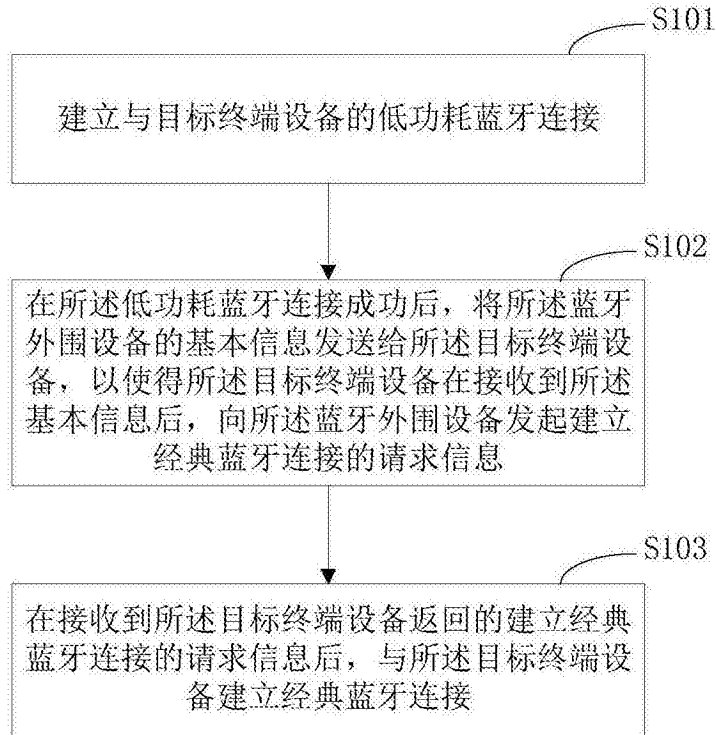 S101
建立与目标终端设备的低功耗蓝牙连接
S102
在所述低功耗蓝牙连接成功后，将所述蓝牙
外围设备的基本信息发送给所述目标终端设
备，以使得所述目标终端设备在接收到所述
基本信息后，向所述蓝牙外围设备发起建立
经典蓝牙连接的请求信息
S103
在接收到所述目标终端设备返回的建立经典
蓝牙连接的请求信息后，与所述目标终端设
备建立经典蓝牙连接